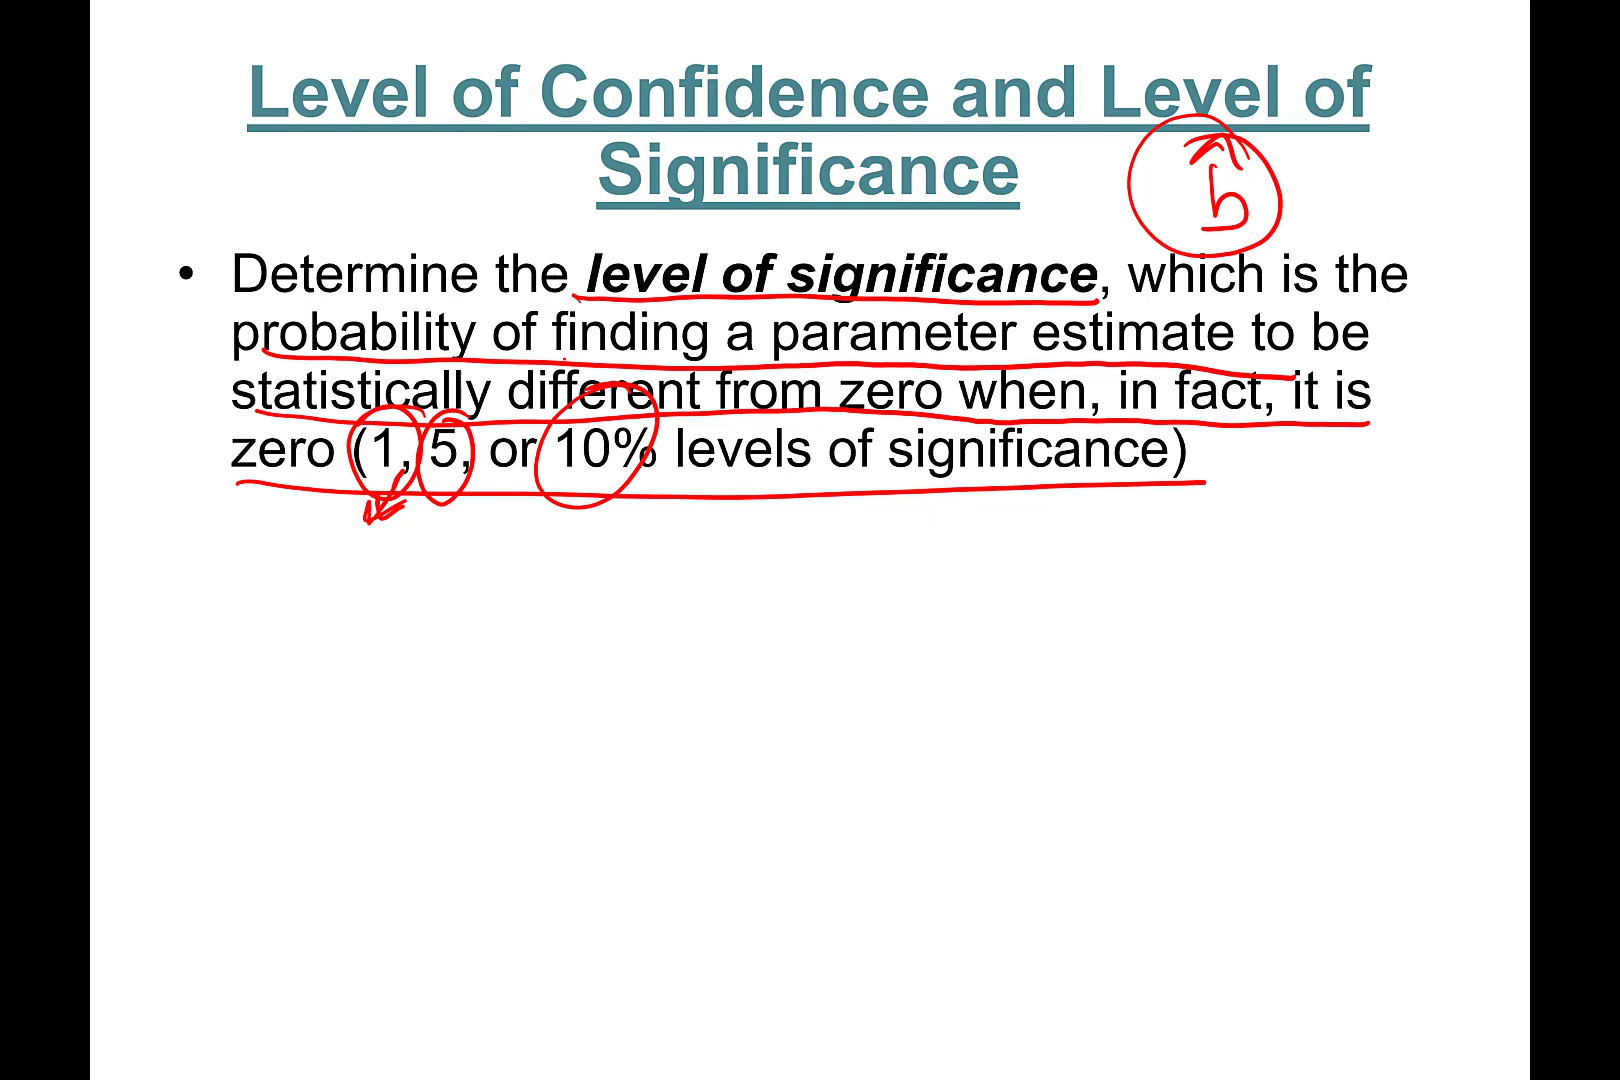 Level of Confidence and Level of
Significance
b̂
• Determine the level of significance, which is the
probability of finding a parameter estimate to be
statistically different from zero when, in fact, it is
zero (1, 5, or 10% levels of significance)